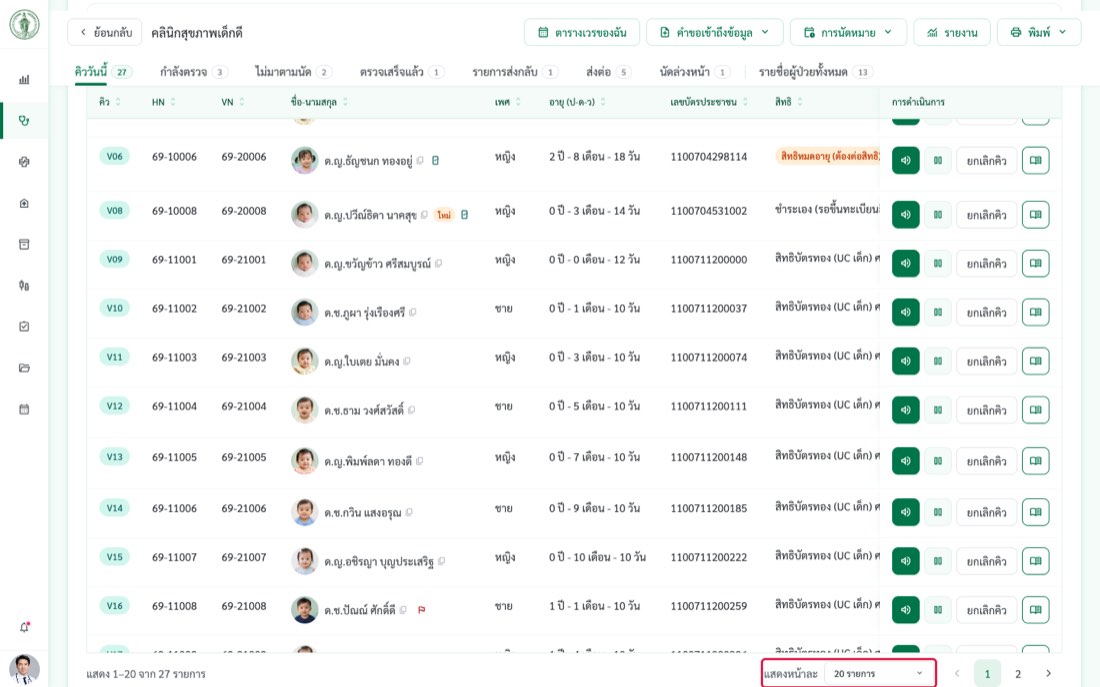 ย้อนกลับ คลินิกสุขภาพเด็กดี ตารางเวรของฉัน คำขอเข้าถึงข้อมูล การนัดหมาย รายงาน พิมพ์
คิววันนี้ 27 กำลังตรวจ 3 ไม่มาตามนัด 2 ตรวจเสร็จแล้ว 1 รายการส่งกลับ 1 ส่งต่อ 5 นัดล่วงหน้า 1 รายชื่อผู้ป่วยทั้งหมด 13
คิว HN VN ชื่อ-นามสกุล เพศ อายุ (ป-ด-ว) เลขบัตรประชาชน สิทธิ การดำเนินการ
V06 69-10006 69-20006 ด.ญ.ธัญชนก ทองอยู่ หญิง 2 ปี - 8 เดือน - 18 วัน 1100704298114 สิทธิหมดอายุ (ต้องต่อสิทธิ) ยกเลิกคิว
V08 69-10008 69-20008 ด.ญ.ปวีณ์ธิดา นาคสุข ใหม่ หญิง 0 ปี - 3 เดือน - 14 วัน 1100704531002 ชำระเอง (รอขึ้นทะเบียน ยกเลิกคิว
V09 69-11001 69-21001 ด.ญ.ขวัญข้าว ศรีสมบูรณ์ หญิง 0 ปี - 0 เดือน - 12 วัน 1100711200000 สิทธิบัตรทอง (UC เด็ก) ศ ยกเลิกคิว
V10 69-11002 69-21002 ด.ช.ภูผา รุ่งเรืองศรี ชาย 0 ปี - 1 เดือน - 10 วัน 1100711200037 สิทธิบัตรทอง (UC เด็ก) ศ ยกเลิกคิว
V11 69-11003 69-21003 ด.ญ.ใบเตย มั่นคง หญิง 0 ปี - 3 เดือน - 10 วัน 1100711200074 สิทธิบัตรทอง (UC เด็ก) ศ ยกเลิกคิว
V12 69-11004 69-21004 ด.ช.ธาม วงศ์สวัสดิ์ ชาย 0 ปี - 5 เดือน - 10 วัน 1100711200111 สิทธิบัตรทอง (UC เด็ก) ศ ยกเลิกคิว
V13 69-11005 69-21005 ด.ญ.พิมพ์ลดา ทองดี หญิง 0 ปี - 7 เดือน - 10 วัน 1100711200148 สิทธิบัตรทอง (UC เด็ก) ศ ยกเลิกคิว
V14 69-11006 69-21006 ด.ช.กวิน แสงอรุณ ชาย 0 ปี - 9 เดือน - 10 วัน 1100711200185 สิทธิบัตรทอง (UC เด็ก) ศ ยกเลิกคิว
V15 69-11007 69-21007 ด.ญ.อชิรญา บุญประเสริฐ หญิง 0 ปี - 10 เดือน - 10 วัน 1100711200222 สิทธิบัตรทอง (UC เด็ก) ศ ยกเลิกคิว
V16 69-11008 69-21008 ด.ช.ปัณณ์ ศักดิ์ดี ชาย 1 ปี - 1 เดือน - 10 วัน 1100711200259 สิทธิบัตรทอง (UC เด็ก) ศ ยกเลิกคิว
แสดง 1–20 จาก 27 รายการ แสดงหน้าละ 20 รายการ 1 2